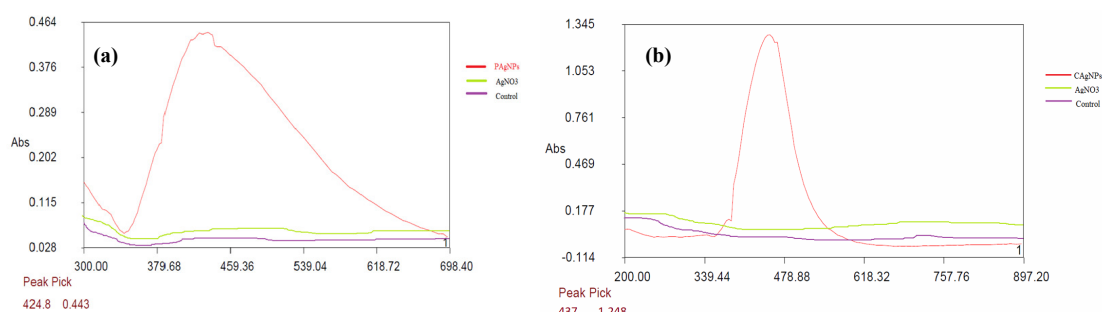 0.464
(a)
0.376
PAgNPs
AgNO3
0.289
Control
Abs
0.202
0.115
0.028
300.00 379.68 459.36 539.04 618.72 698.40
1
Peak Pick
424.8 0.443
1.345
(b)
1.053
CAgNPs
AgNO3
0.761
Control
Abs
0.469
0.177
-0.114
1
200.00 339.44 478.88 618.32 757.76 897.20
Peak Pick
437 1.248